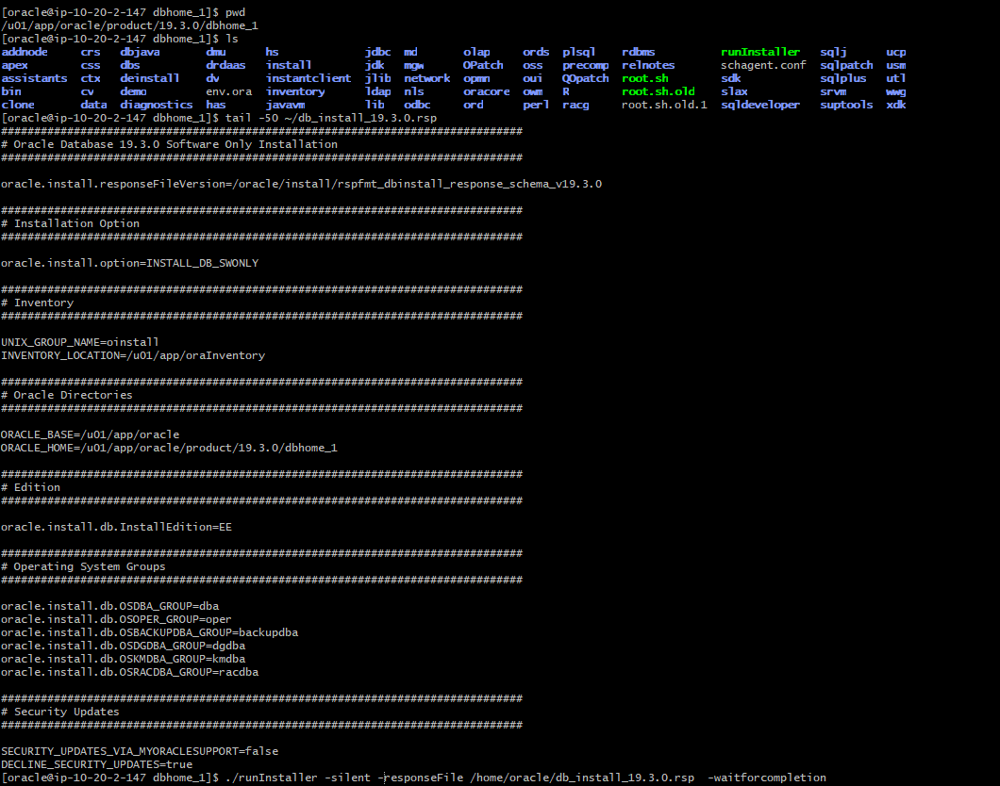 [oracle@ip-10-20-2-147 dbhome_1]$ pwd
/u01/app/oracle/product/19.3.0/dbhome_1
[oracle@ip-10-20-2-147 dbhome_1]$ ls
addnode crs dbjava dmu hs jdbc md olap ords plsql rdbms runInstaller sqlj ucp
apex css dbs drdaas install jdk mgw OPatch oss precomp relnotes schagent.conf sqlpatch usm
assistants ctx deinstall dv instantclient jlib network opmn oui QOpatch root.sh sdk sqlplus utl
bin cv demo env.ora inventory ldap nls oracore owm R root.sh.old slax srvm wwg
clone data diagnostics has javavm lib odbc ord perl racg root.sh.old.1 sqldeveloper suptools xdk
[oracle@ip-10-20-2-147 dbhome_1]$ tail -50 ~/db_install_19.3.0.rsp
###############################################################################
# Oracle Database 19.3.0 Software Only Installation
###############################################################################
oracle.install.responseFileVersion=/oracle/install/rspfmt_dbinstall_response_schema_v19.3.0
###############################################################################
# Installation Option
###############################################################################
oracle.install.option=INSTALL_DB_SWONLY
###############################################################################
# Inventory
###############################################################################
UNIX_GROUP_NAME=oinstall
INVENTORY_LOCATION=/u01/app/oraInventory
###############################################################################
# Oracle Directories
###############################################################################
ORACLE_BASE=/u01/app/oracle
ORACLE_HOME=/u01/app/oracle/product/19.3.0/dbhome_1
###############################################################################
# Edition
###############################################################################
oracle.install.db.InstallEdition=EE
###############################################################################
# Operating System Groups
###############################################################################
oracle.install.db.OSDBA_GROUP=dba
oracle.install.db.OSOPER_GROUP=oper
oracle.install.db.OSBACKUPDBA_GROUP=backupdba
oracle.install.db.OSDGDBA_GROUP=dgdba
oracle.install.db.OSKMDBA_GROUP=kmdba
oracle.install.db.OSRACDBA_GROUP=racdba
###############################################################################
# Security Updates
###############################################################################
SECURITY_UPDATES_VIA_MYORACLESUPPORT=false
DECLINE_SECURITY_UPDATES=true
[oracle@ip-10-20-2-147 dbhome_1]$ ./runInstaller -silent -responseFile /home/oracle/db_install_19.3.0.rsp  -waitforcompletion